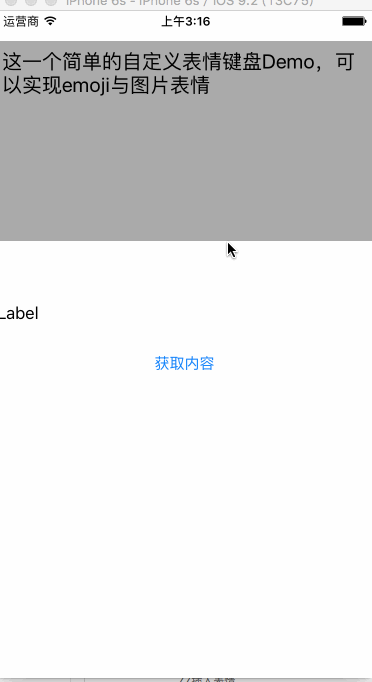 iPhone 6s - iPhone 6s / iOS 9.2 (13C75)
运营商
上午3:16
这一个简单的自定义表情键盘Demo，可
以实现emoji与图片表情
Label
获取内容